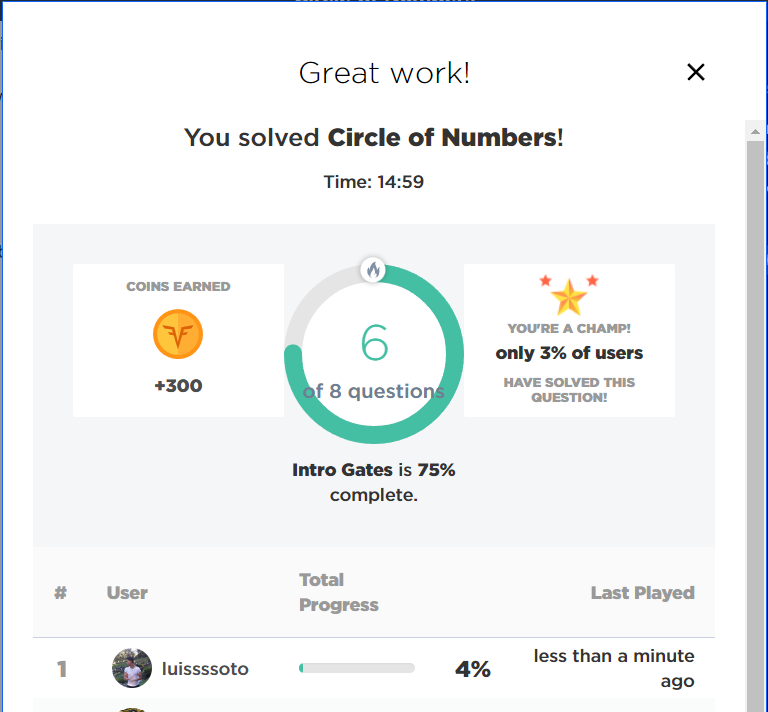 Great work!
You solved Circle of Numbers!
Time: 14:59
COINS EARNED
+300
6
of 8 questions
Intro Gates is 75%
complete.
YOU'RE A CHAMP!
only 3% of users
HAVE SOLVED THIS
QUESTION!
# User Total Progress Last Played
1 luissssoto 4% less than a minute
ago